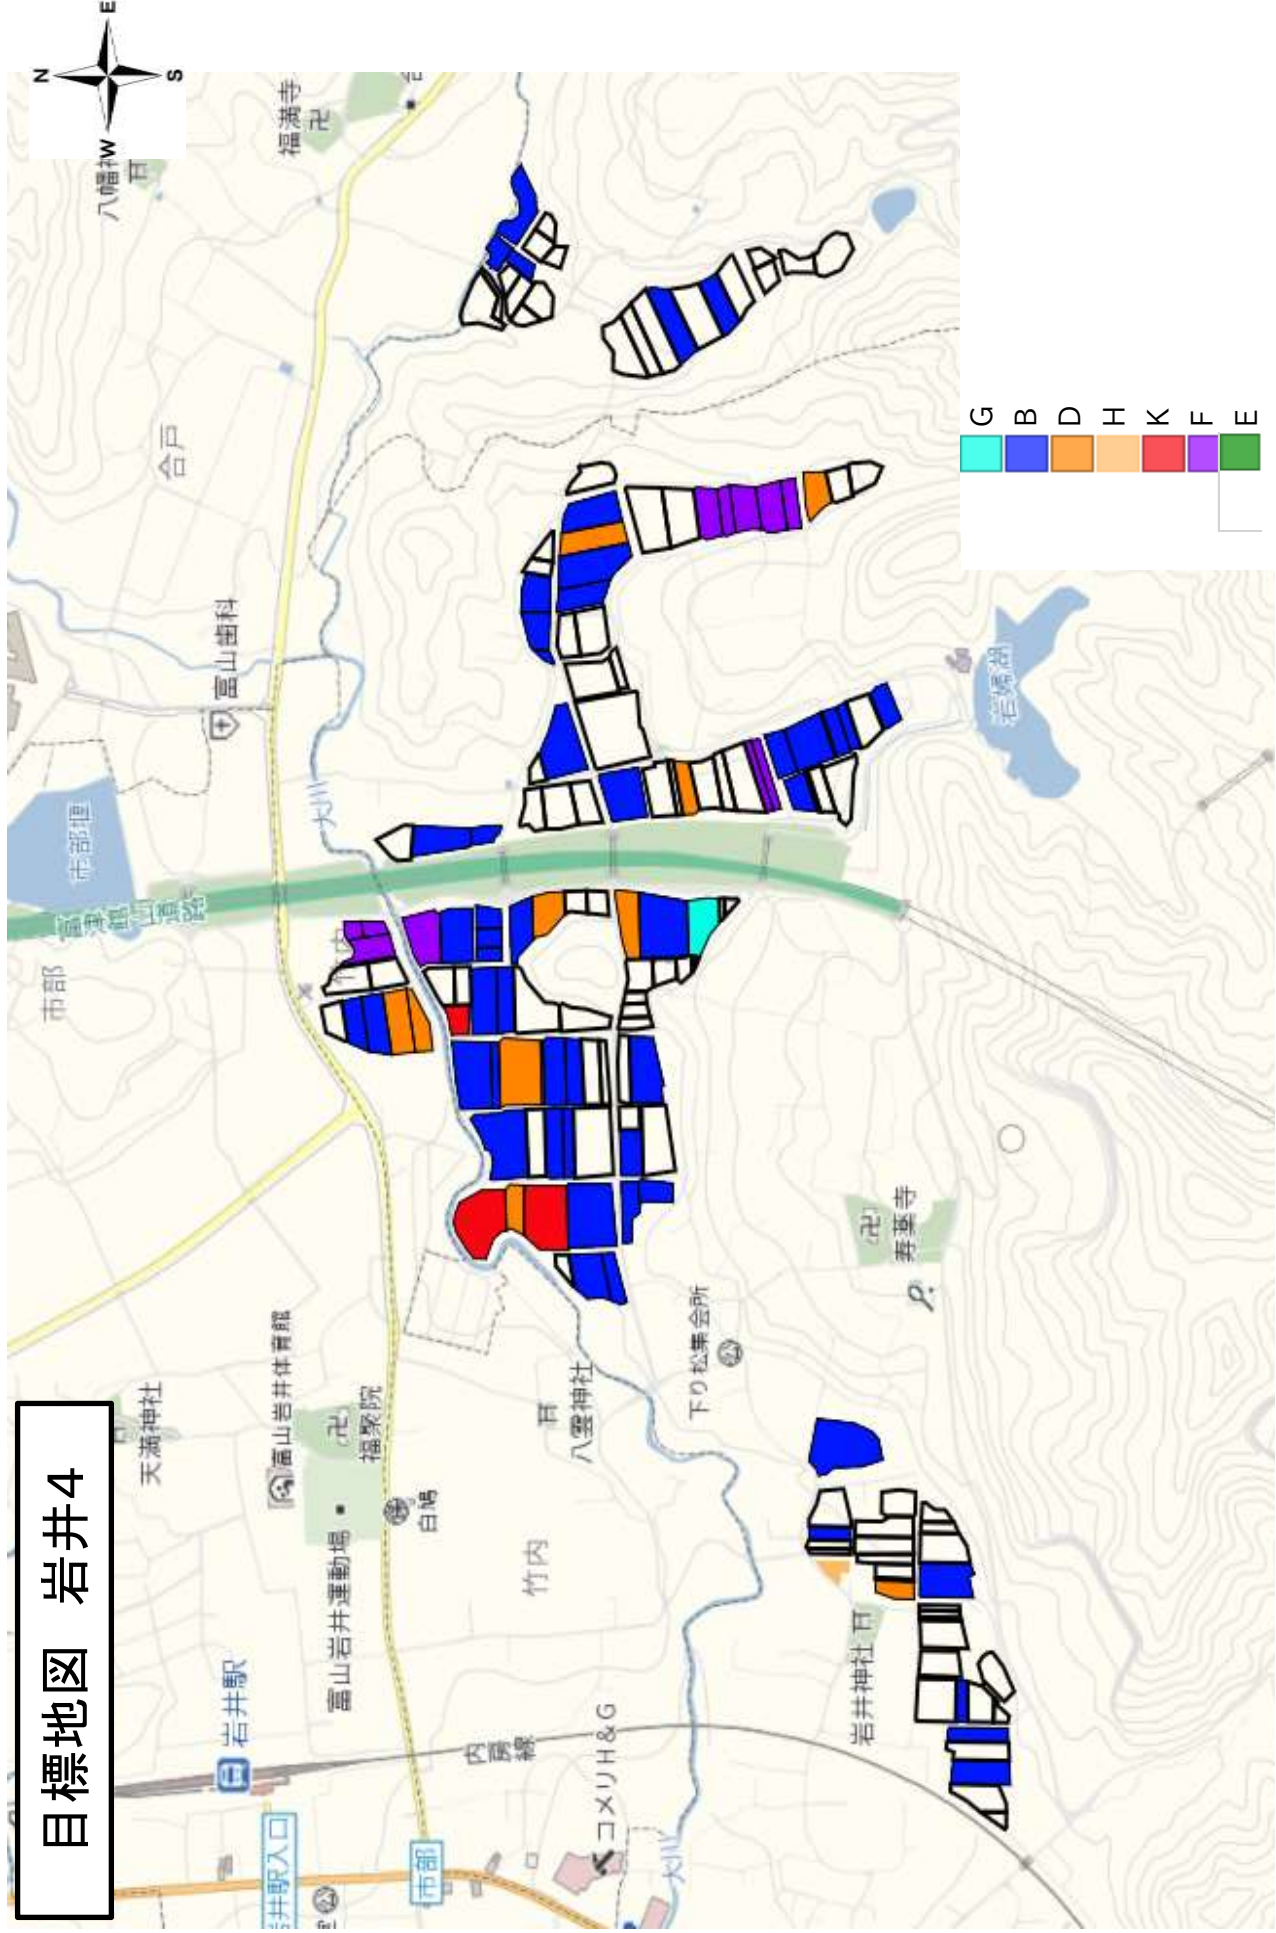 目標地図 岩井4
N
E
S
W
八幡神
福満寺
合戸
富山歯科
市部堰
大川
富津館山道路
市部
竹内
岩婦湖
天満神社
富山岩井体育館
福聚院
白鳩
富山岩井運動場
八雲神社
下り松集会所
寿薬寺
竹内
岩井駅
内房線
岩井神社
コメリH&G
岩井駅入口
市部
大川
G
B
D
H
K
F
E